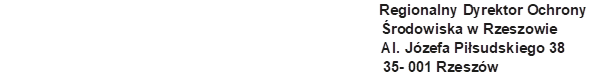 Regionalny Dyrektor Ochrony
Środowiska w Rzeszowie
Al. Józefa Piłsudskiego 38
35- 001 Rzeszów